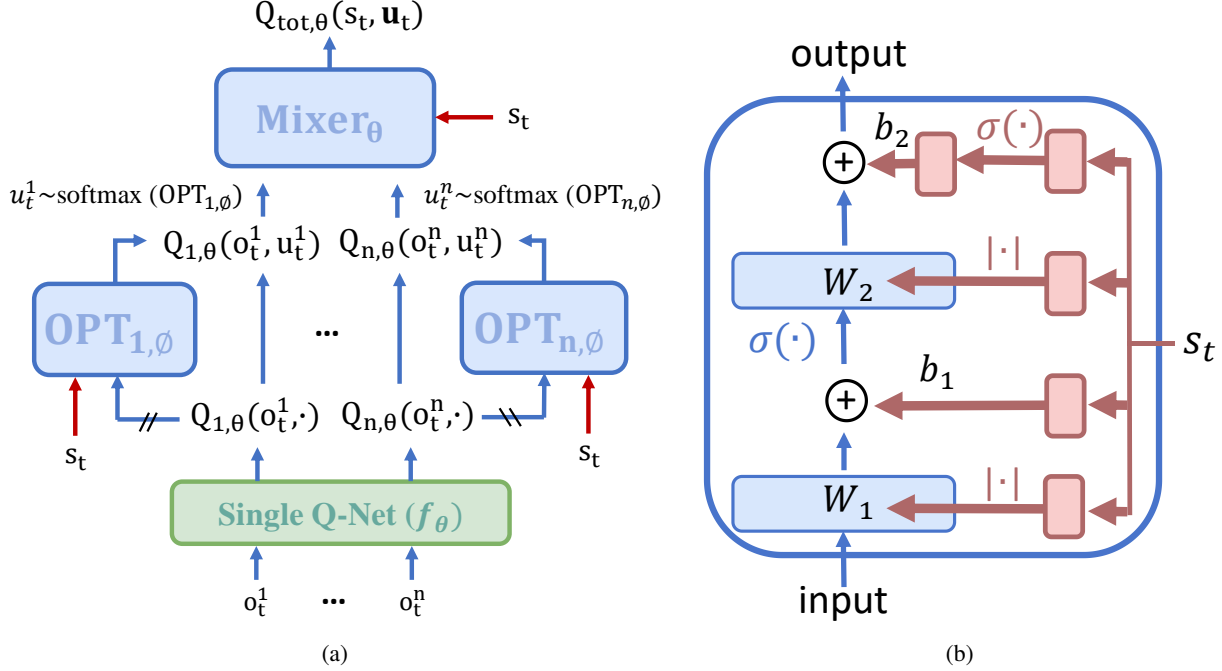 Q_tot,θ(s_t, 𝐮_t)
Mixer_θ
s_t
u_t^1~softmax (OPT_1,∅)
u_t^n~softmax (OPT_n,∅)
Q_1,θ(o_t^1, u_t^1)
Q_n,θ(o_t^n, u_t^n)
OPT_1,∅
...
OPT_n,∅
Q_1,θ(o_t^1,·)
Q_n,θ(o_t^n,·)
s_t
s_t
Single Q-Net (f_θ)
o_t^1
...
o_t^n
(a)
output
b_2
σ(·)
+
|·|
W_2
σ(·)
s_t
b_1
+
|·|
W_1
input
(b)